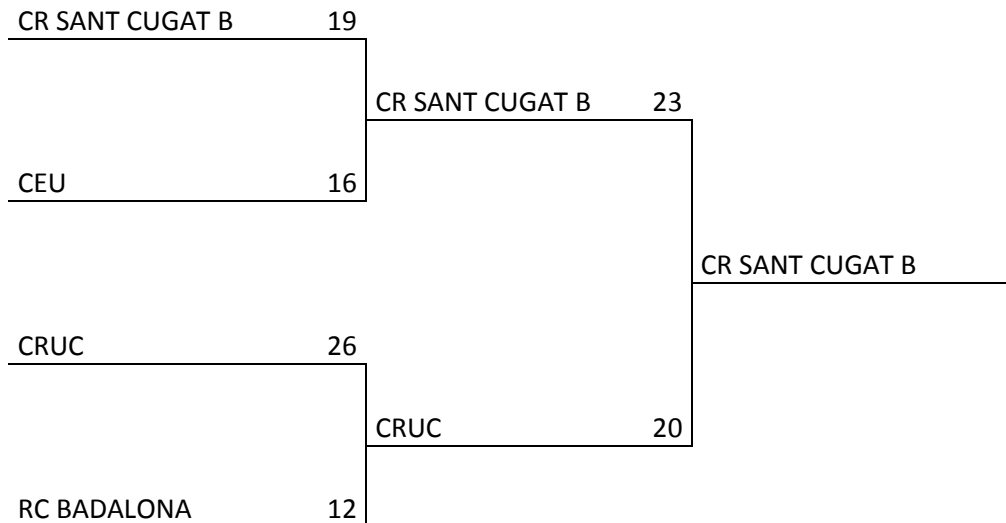 CR SANT CUGAT B 19
CR SANT CUGAT B 23
CEU 16
CR SANT CUGAT B
CRUC 26
CRUC 20
RC BADALONA 12